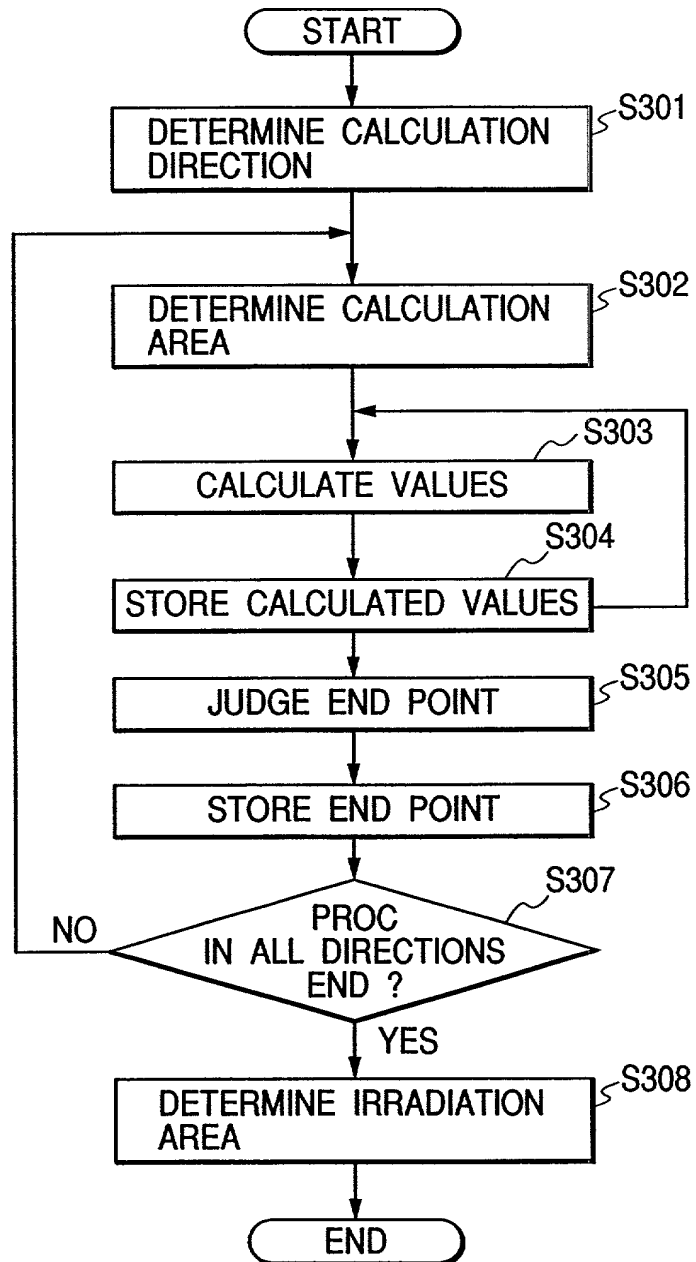 START
S301
DETERMINE CALCULATION
DIRECTION
S302
DETERMINE CALCULATION
AREA
S303
CALCULATE VALUES
S304
STORE CALCULATED VALUES
S305
JUDGE END POINT
S306
STORE END POINT
S307
PROC
IN ALL DIRECTIONS
END ?
NO
YES
S308
DETERMINE IRRADIATION
AREA
END